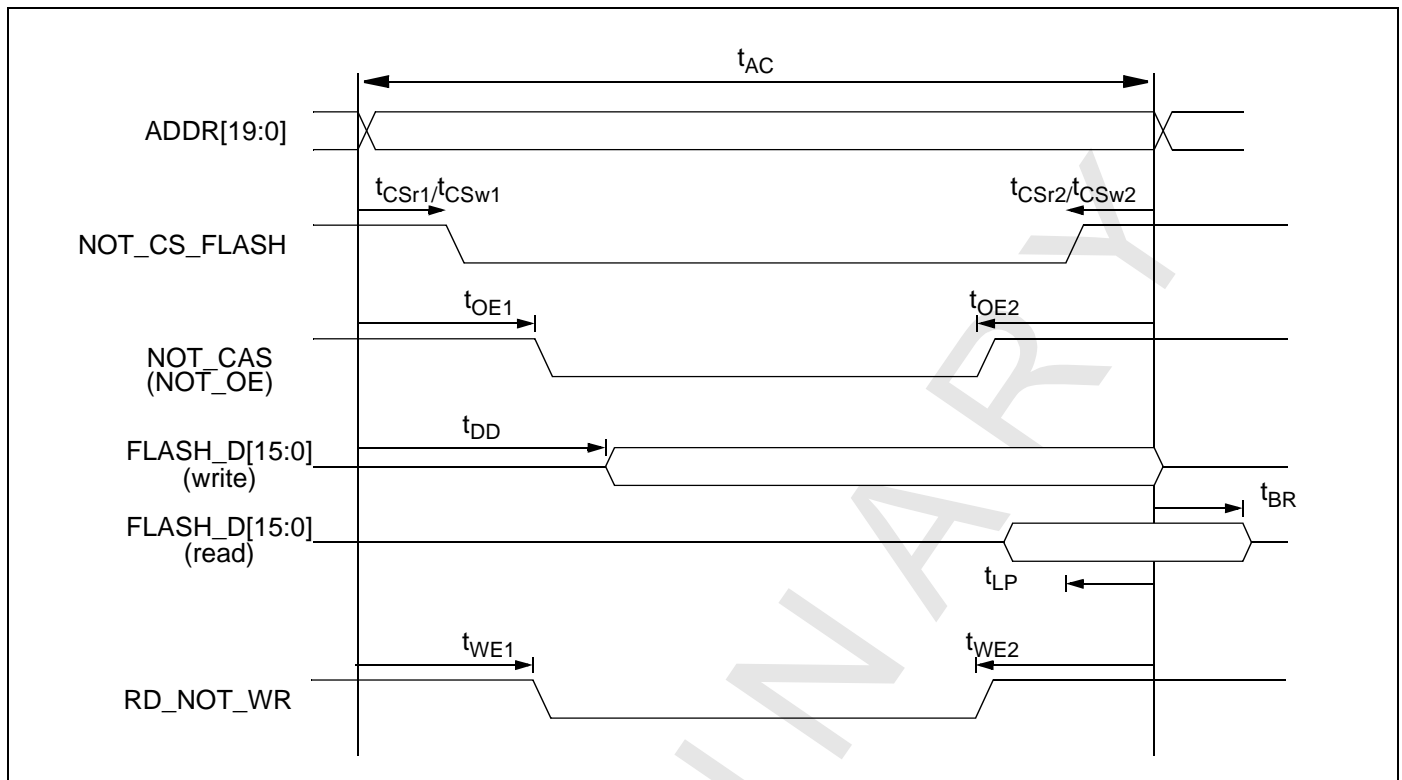 tAC
ADDR[19:0]
tCSr1/tCSw1
tCSr2/tCSw2
NOT_CS_FLASH
tOE1
tOE2
NOT_CAS
(NOT_OE)
tDD
FLASH_D[15:0]
(write)
tBR
FLASH_D[15:0]
(read)
tLP
tWE1
tWE2
RD_NOT_WR
INARY